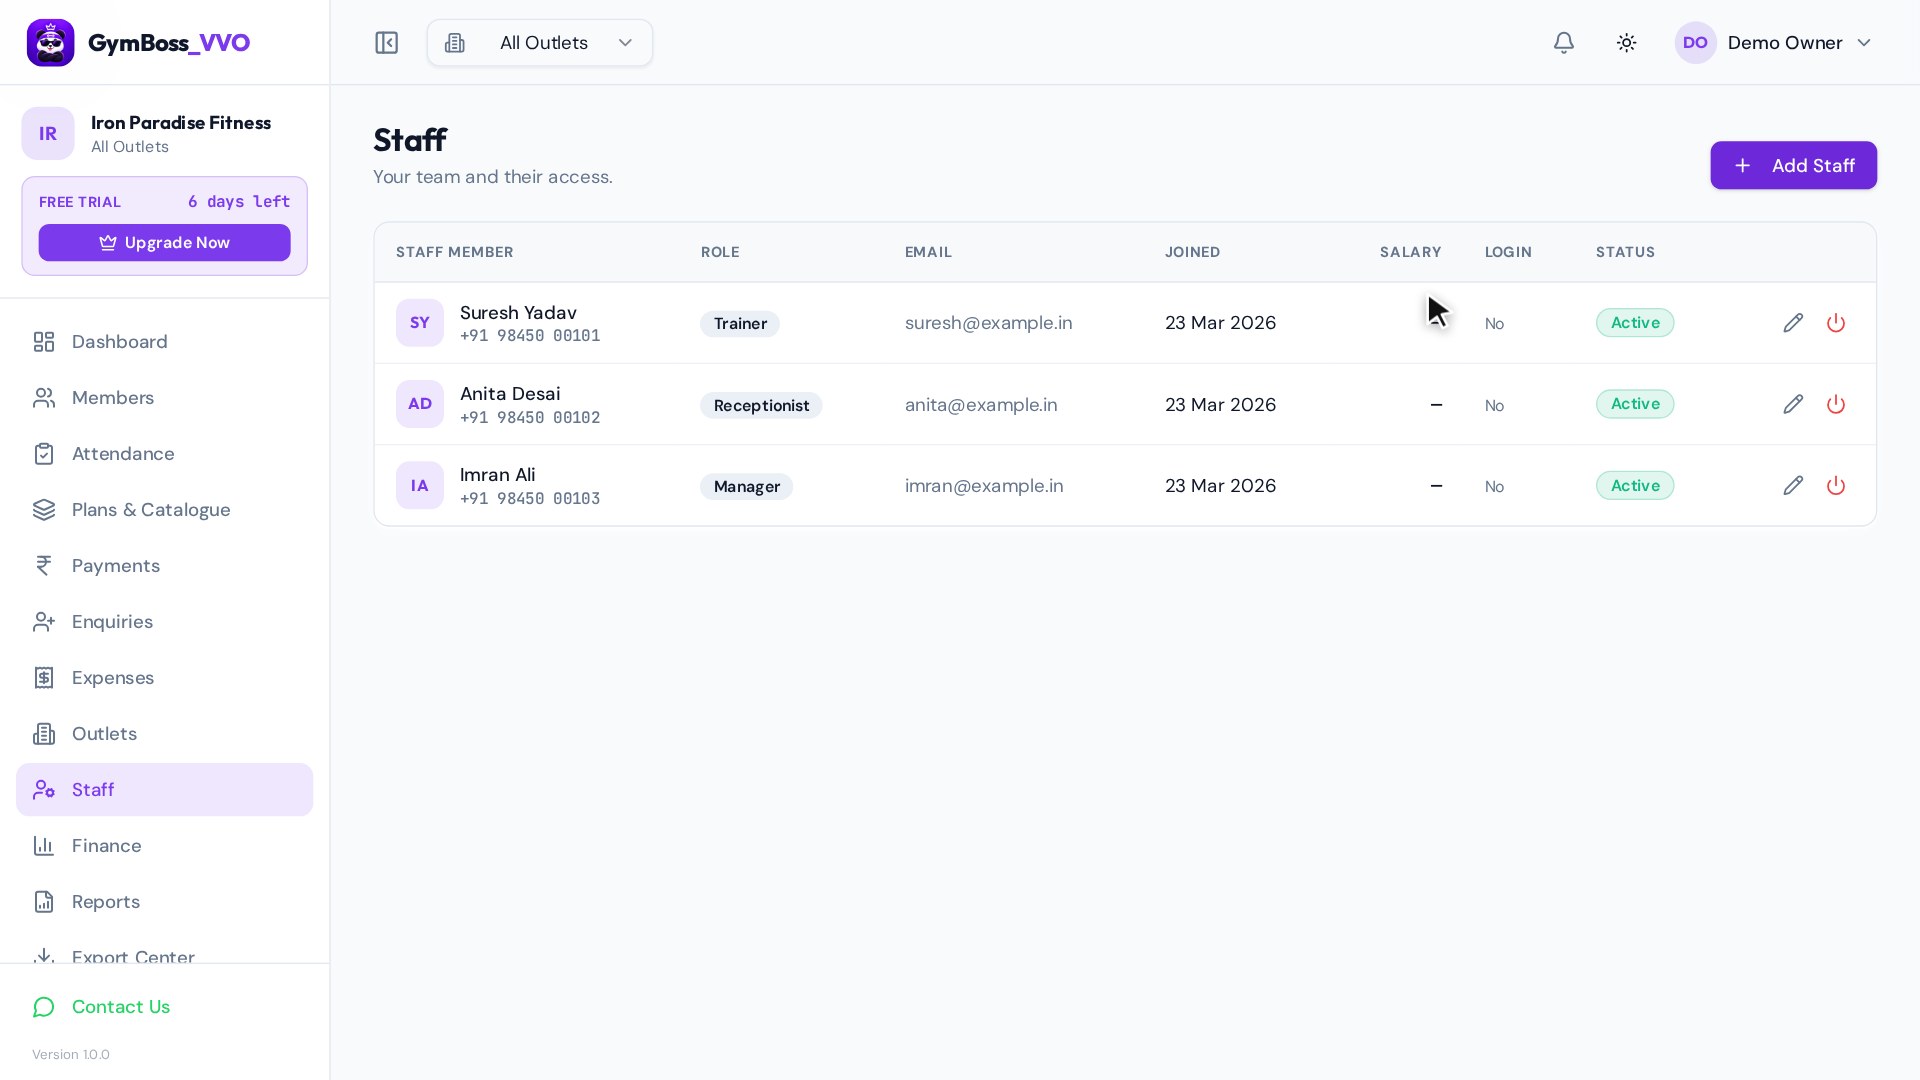 GymBoss_VVO
All Outlets
DO
Demo Owner
IR
Iron Paradise Fitness
All Outlets
FREE TRIAL
6 days left
Upgrade Now
Dashboard
Members
Attendance
Plans & Catalogue
Payments
Enquiries
Expenses
Outlets
Staff
Finance
Reports
Export Center
Contact Us
Version 1.0.0
Staff
Your team and their access.
+ Add Staff
STAFF MEMBER ROLE EMAIL JOINED SALARY LOGIN STATUS
SY Suresh Yadav
+91 98450 00101
Trainer suresh@example.in 23 Mar 2026 – No Active
AD Anita Desai
+91 98450 00102
Receptionist anita@example.in 23 Mar 2026 – No Active
IA Imran Ali
+91 98450 00103
Manager imran@example.in 23 Mar 2026 – No Active